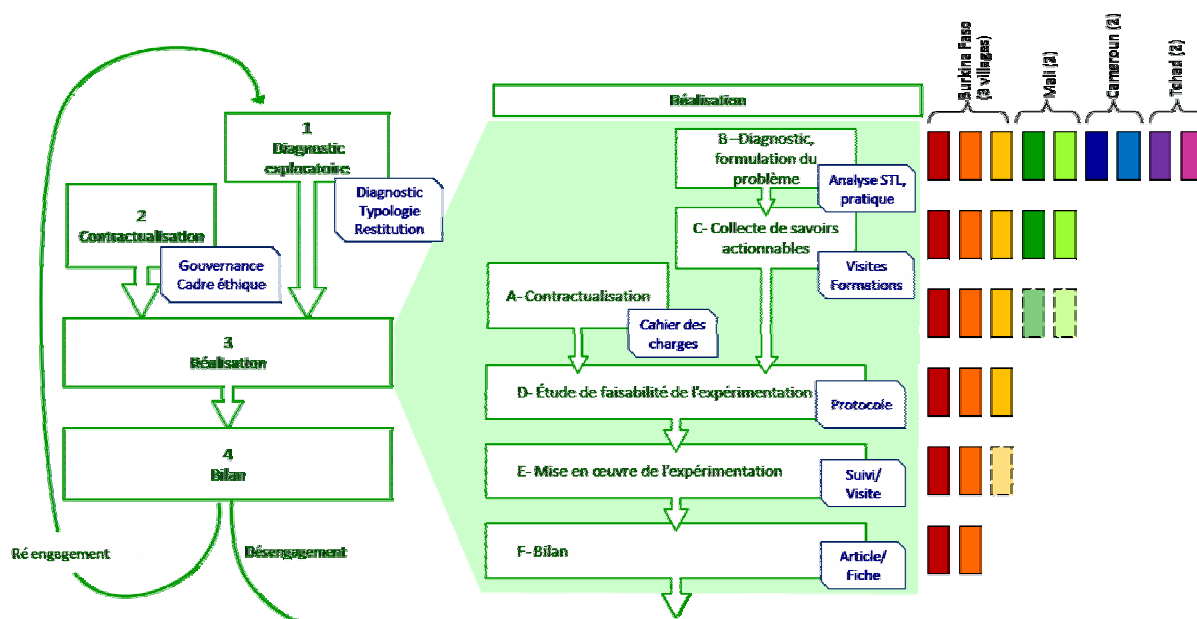 Burkina Faso
(3 villages)
Mali (2)
Cameroun (2)
Tchad (2)
Réalisation
1
Diagnostic
exploratoire
Diagnostic
Typologie
Restitution
2
Contractualisation
Gouvernance
Cadre éthique
3
Réalisation
4
Bilan
Ré engagement
Désengagement
B –Diagnostic,
formulation du
problème
Analyse STL,
pratique
C- Collecte de savoirs
actionnables
Visites
Formations
A- Contractualisation
Cahier des
charges
D- Étude de faisabilité de l'expérimentation
Protocole
E- Mise en œuvre de l'expérimentation
Suivi/
Visite
F- Bilan
Article/
Fiche